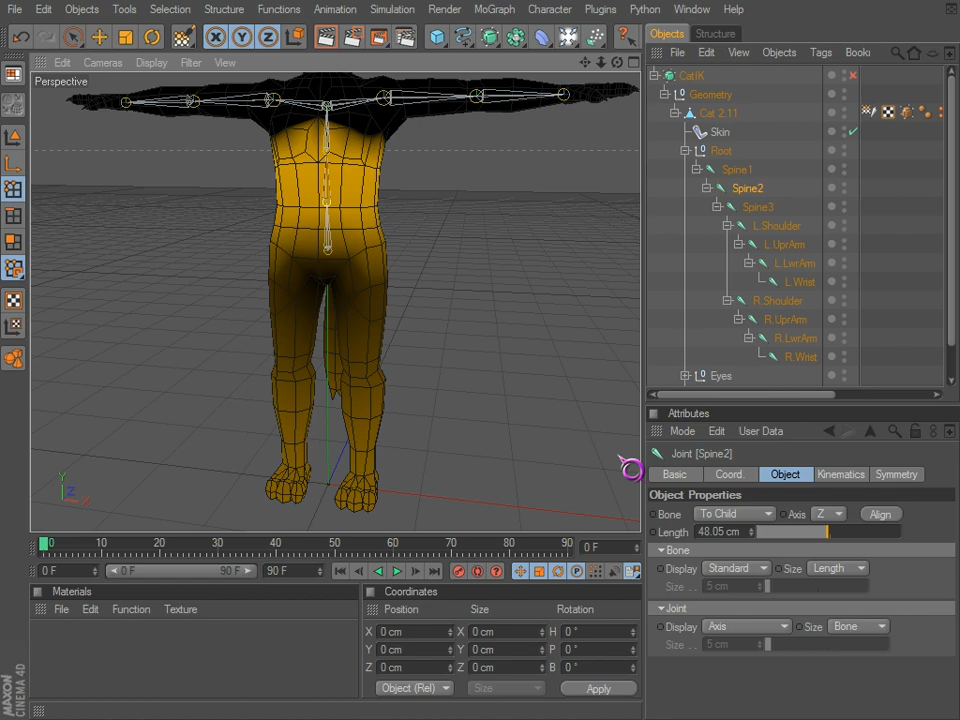 File Edit Objects Tools Selection Structure Functions Animation Simulation Render MoGraph Character Plugins Python Window Help
X Y Z
Edit Cameras Display Filter View
Perspective
Y Z X
0 10 20 30 40 50 60 70 80 90 0 F
0 F 0 F 90 F 90 F
Materials
File Edit Function Texture
Coordinates
Position Size Rotation
X 0 cm X 0 cm H 0 °
Y 0 cm Y 0 cm P 0 °
Z 0 cm Z 0 cm B 0 °
Object (Rel) Size Apply
MAXON
CINEMA 4D
Objects Structure
File Edit View Objects Tags Booki
CatIK
Geometry
Cat 2.11
Skin
Root
Spine1
Spine2
Spine3
L.Shoulder
L.UprArm
L.LwrArm
L.Wrist
R.Shoulder
R.UprArm
R.LwrArm
R.Wrist
Eyes
Attributes
Mode Edit User Data
Joint [Spine2]
Basic Coord. Object Kinematics Symmetry
Object Properties
Bone To Child Axis Z Align
Length 48.05 cm
Bone
Display Standard Size Length
Size . . 5 cm
Joint
Display Axis Size Bone
Size . . 5 cm